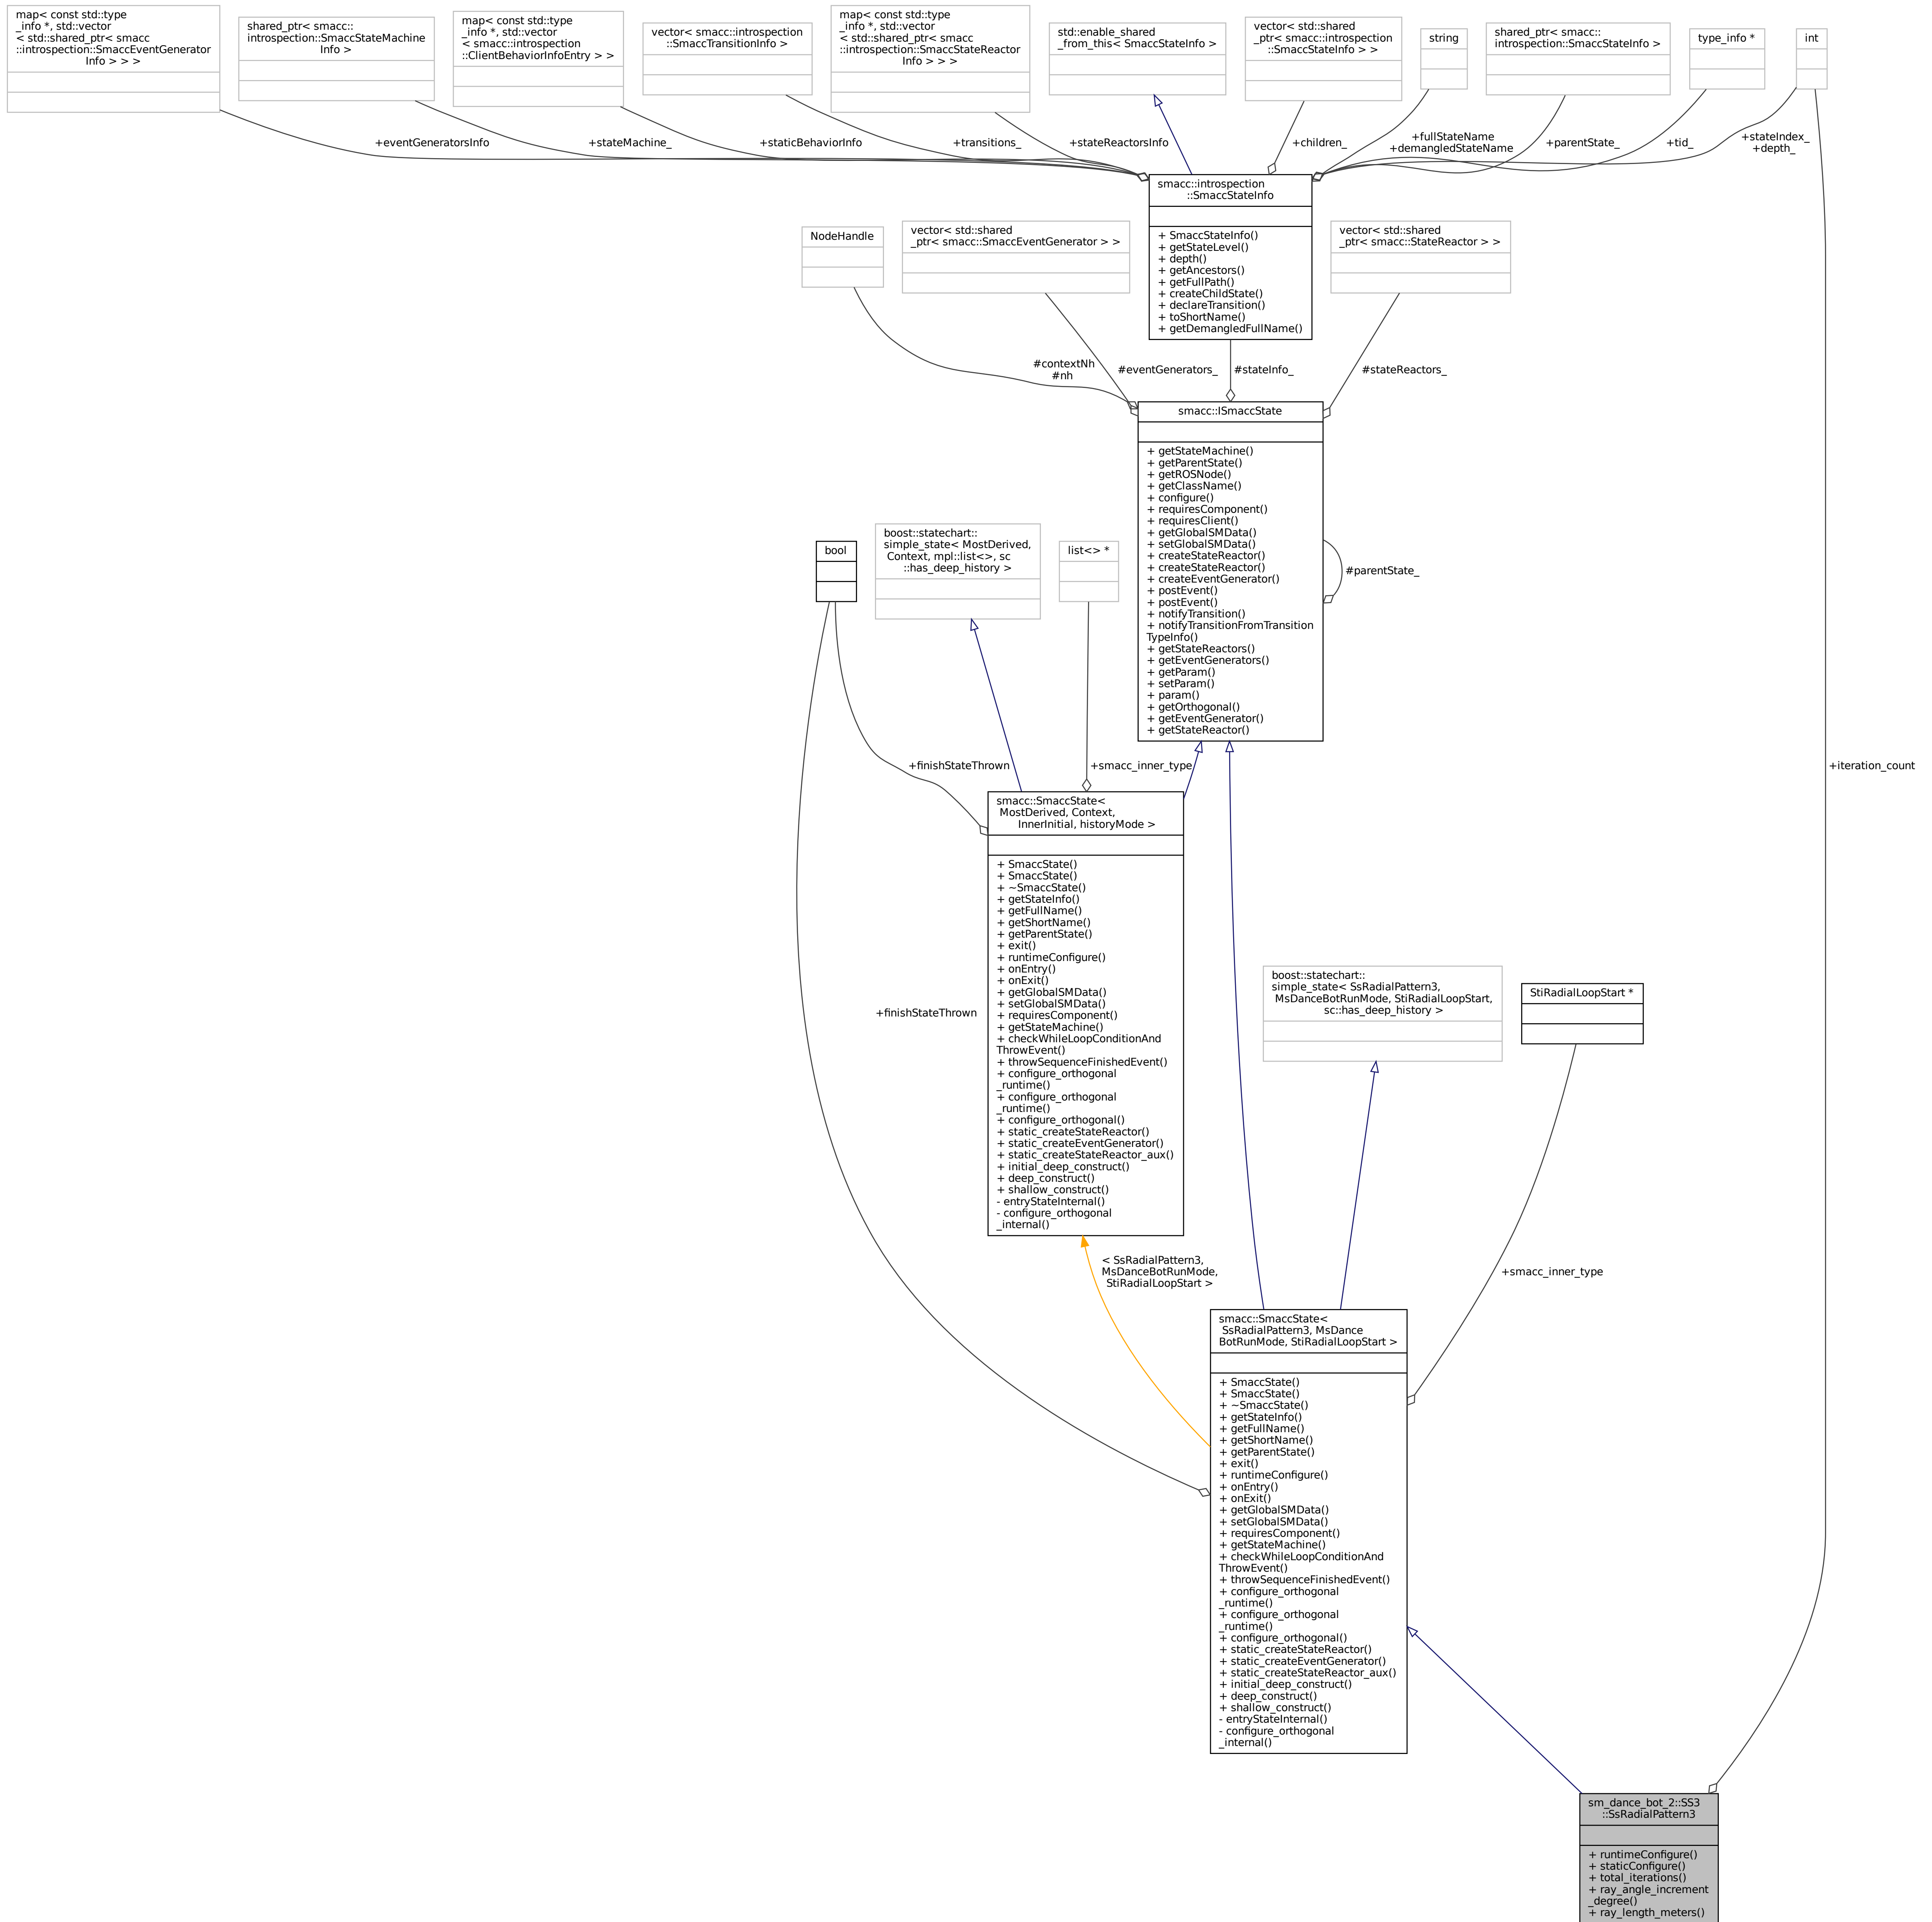 map< const std::type
_info *, std::vector
< std::shared_ptr< smacc
::introspection::SmaccEventGenerator
Info > > >
shared_ptr< smacc::
introspection::SmaccStateMachine
Info >
map< const std::type
_info *, std::vector
< smacc::introspection
::ClientBehaviorInfoEntry > >
vector< smacc::introspection
::SmaccTransitionInfo >
map< const std::type
_info *, std::vector
< std::shared_ptr< smacc
::introspection::SmaccStateReactor
Info > > >
std::enable_shared
_from_this< SmaccStateInfo >
vector< std::shared
_ptr< smacc::introspection
::SmaccStateInfo > >
string
shared_ptr< smacc::
introspection::SmaccStateInfo >
type_info *
int
+eventGeneratorsInfo
+stateMachine_
+staticBehaviorInfo
+transitions_
+stateReactorsInfo
+children_
+fullStateName
+demangledStateName
+parentState_
+tid_
+stateIndex_
+depth_
smacc::introspection
::SmaccStateInfo
+ SmaccStateInfo()
+ getStateLevel()
+ depth()
+ getAncestors()
+ getFullPath()
+ createChildState()
+ declareTransition()
+ toShortName()
+ getDemangledFullName()
NodeHandle
vector< std::shared
_ptr< smacc::SmaccEventGenerator > >
vector< std::shared
_ptr< smacc::StateReactor > >
#contextNh
#nh
#eventGenerators_
#stateInfo_
#stateReactors_
smacc::ISmaccState
+ getStateMachine()
+ getParentState()
+ getROSNode()
+ getClassName()
+ configure()
+ requiresComponent()
+ requiresClient()
+ getGlobalSMData()
+ setGlobalSMData()
+ createStateReactor()
+ createStateReactor()
+ createEventGenerator()
+ postEvent()
+ postEvent()
+ notifyTransition()
+ notifyTransitionFromTransition
TypeInfo()
+ getStateReactors()
+ getEventGenerators()
+ getParam()
+ setParam()
+ param()
+ getOrthogonal()
+ getEventGenerator()
+ getStateReactor()
#parentState_
bool
boost::statechart::
simple_state< MostDerived,
Context, mpl::list<>, sc
::has_deep_history >
list<> *
+finishStateThrown
+smacc_inner_type
+iteration_count
smacc::SmaccState<
MostDerived, Context,
InnerInitial, historyMode >
+ SmaccState()
+ SmaccState()
+ ~SmaccState()
+ getStateInfo()
+ getFullName()
+ getShortName()
+ getParentState()
+ exit()
+ runtimeConfigure()
+ onEntry()
+ onExit()
+ getGlobalSMData()
+ setGlobalSMData()
+ requiresComponent()
+ getStateMachine()
+ checkWhileLoopConditionAnd
ThrowEvent()
+ throwSequenceFinishedEvent()
+ configure_orthogonal
_runtime()
+ configure_orthogonal
_runtime()
+ configure_orthogonal()
+ static_createStateReactor()
+ static_createEventGenerator()
+ static_createStateReactor_aux()
+ initial_deep_construct()
+ deep_construct()
+ shallow_construct()
- entryStateInternal()
- configure_orthogonal
_internal()
+finishStateThrown
boost::statechart::
simple_state< SsRadialPattern3,
MsDanceBotRunMode, StiRadialLoopStart,
sc::has_deep_history >
StiRadialLoopStart *
< SsRadialPattern3,
MsDanceBotRunMode,
StiRadialLoopStart >
+smacc_inner_type
smacc::SmaccState<
SsRadialPattern3, MsDance
BotRunMode, StiRadialLoopStart >
+ SmaccState()
+ SmaccState()
+ ~SmaccState()
+ getStateInfo()
+ getFullName()
+ getShortName()
+ getParentState()
+ exit()
+ runtimeConfigure()
+ onEntry()
+ onExit()
+ getGlobalSMData()
+ setGlobalSMData()
+ requiresComponent()
+ getStateMachine()
+ checkWhileLoopConditionAnd
ThrowEvent()
+ throwSequenceFinishedEvent()
+ configure_orthogonal
_runtime()
+ configure_orthogonal
_runtime()
+ configure_orthogonal()
+ static_createStateReactor()
+ static_createEventGenerator()
+ static_createStateReactor_aux()
+ initial_deep_construct()
+ deep_construct()
+ shallow_construct()
- entryStateInternal()
- configure_orthogonal
_internal()
sm_dance_bot_2::SS3
::SsRadialPattern3
+ runtimeConfigure()
+ staticConfigure()
+ total_iterations()
+ ray_angle_increment
_degree()
+ ray_length_meters()